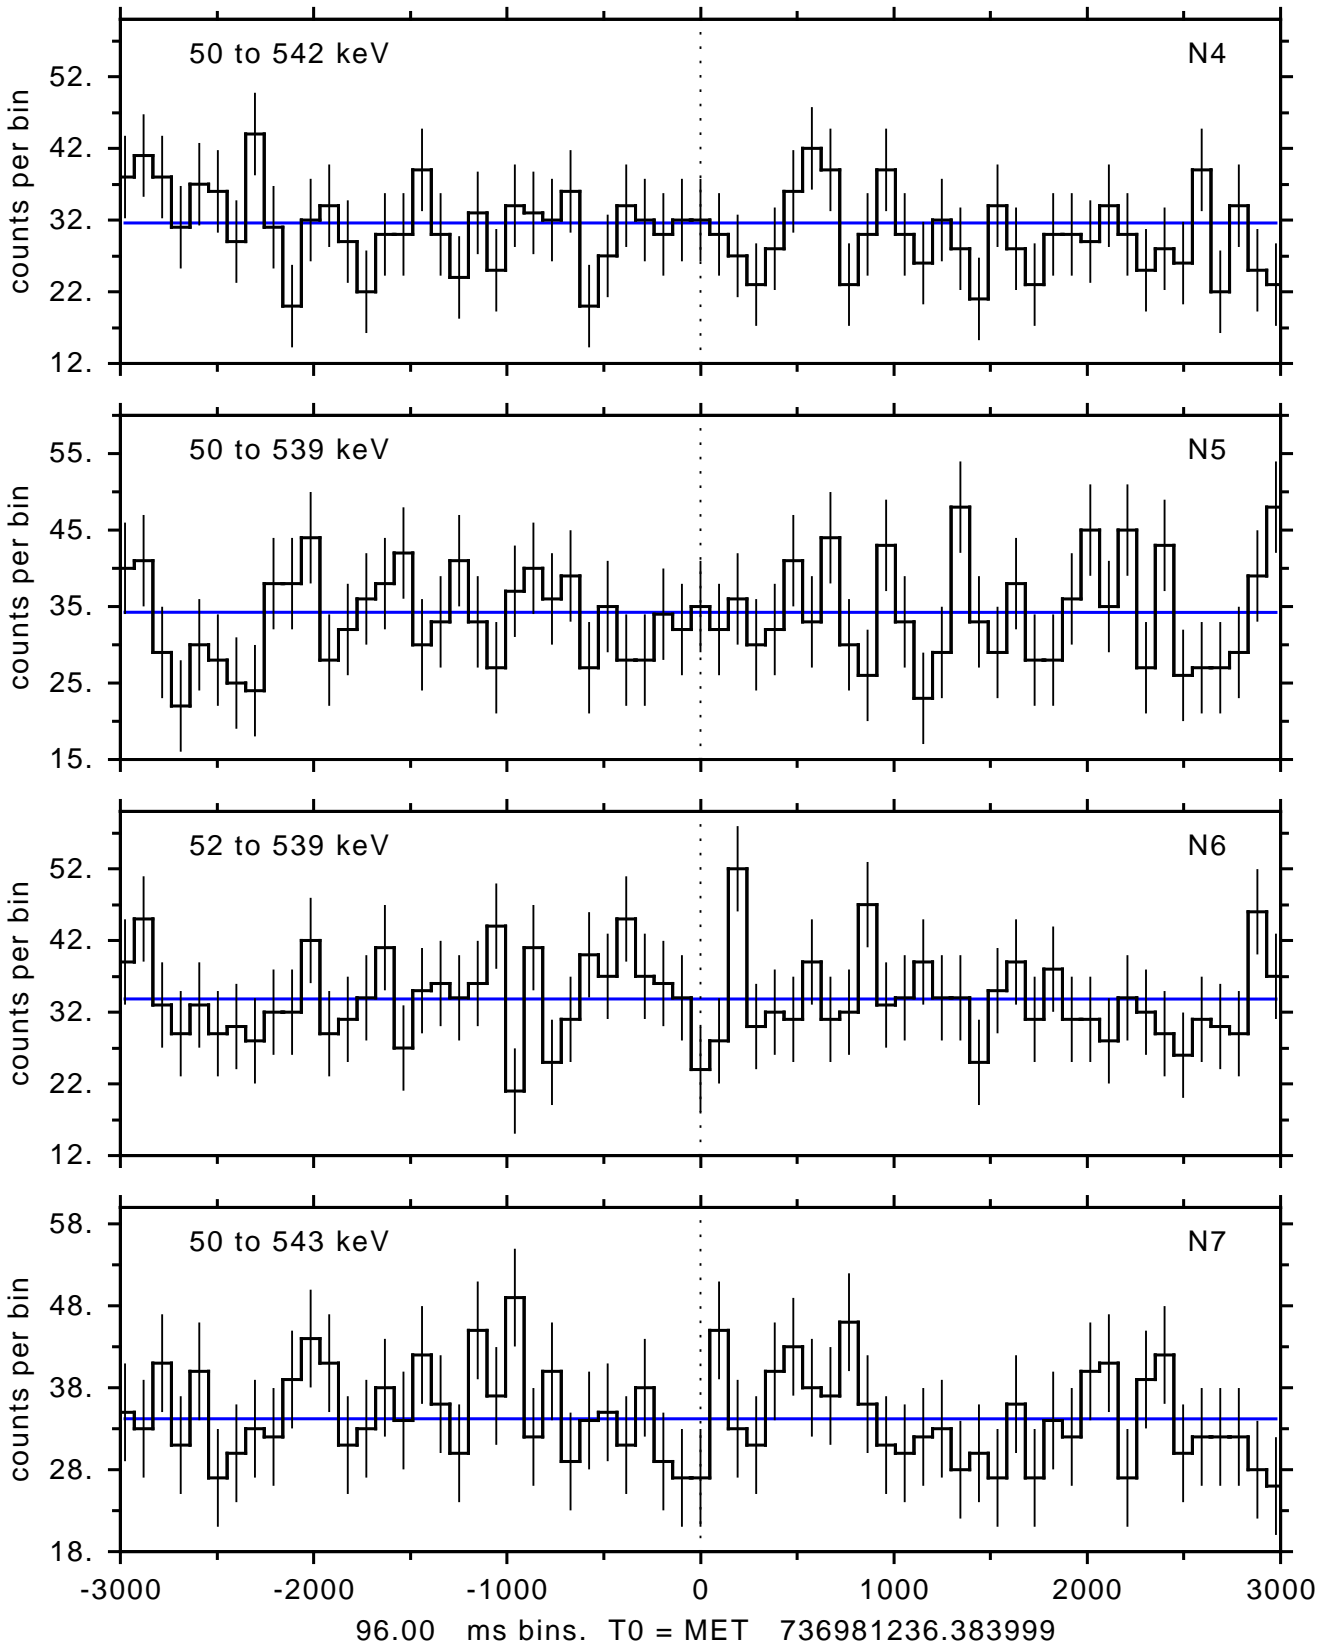 50 to 542 keV N4
52.
42.
32.
22.
12.
counts per bin
50 to 539 keV N5
55.
45.
35.
25.
15.
counts per bin
52 to 539 keV N6
52.
42.
32.
22.
12.
counts per bin
50 to 543 keV N7
58.
48.
38.
28.
18.
counts per bin
-3000 -2000 -1000 0 1000 2000 3000
96.00 ms bins. T0 = MET 736981236.383999